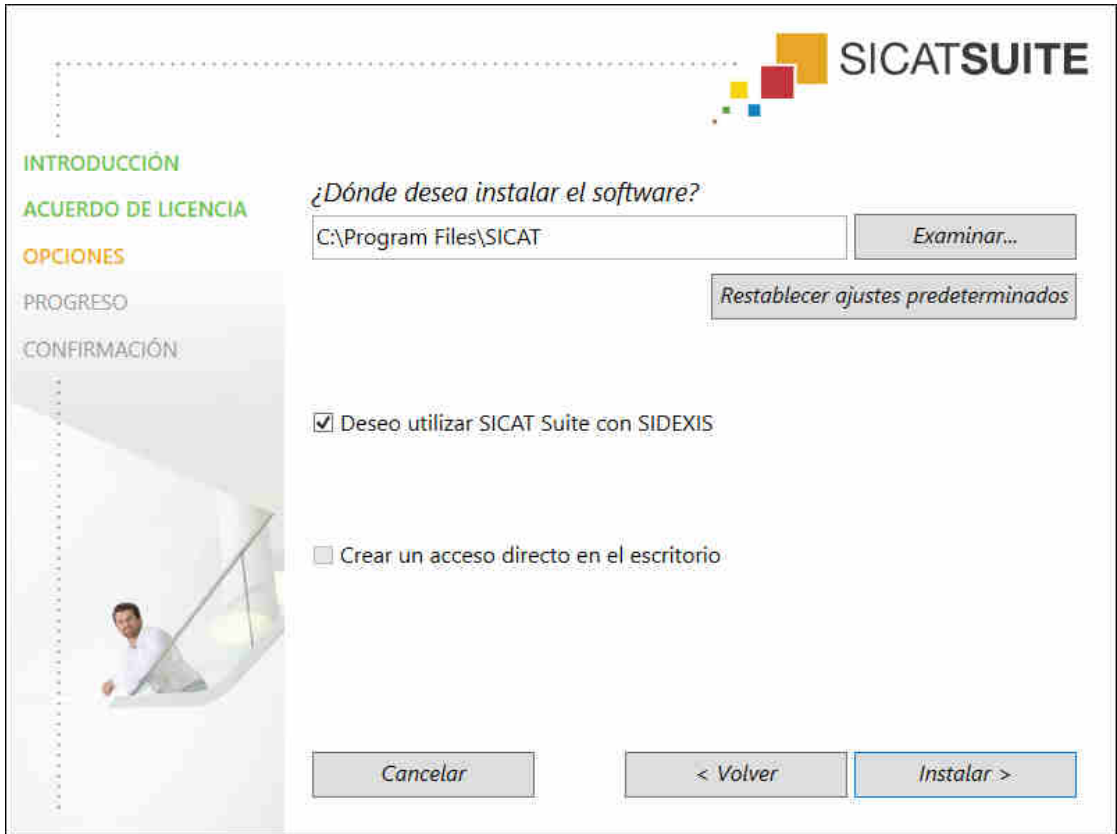 SICATSUITE
INTRODUCCIÓN
ACUERDO DE LICENCIA
OPCIONES
PROGRESO
CONFIRMACIÓN
¿Dónde desea instalar el software?
C:\Program Files\SICAT
Examinar...
Restablecer ajustes predeterminados
Deseo utilizar SICAT Suite con SIDEXIS
Crear un acceso directo en el escritorio
Cancelar
< Volver
Instalar >